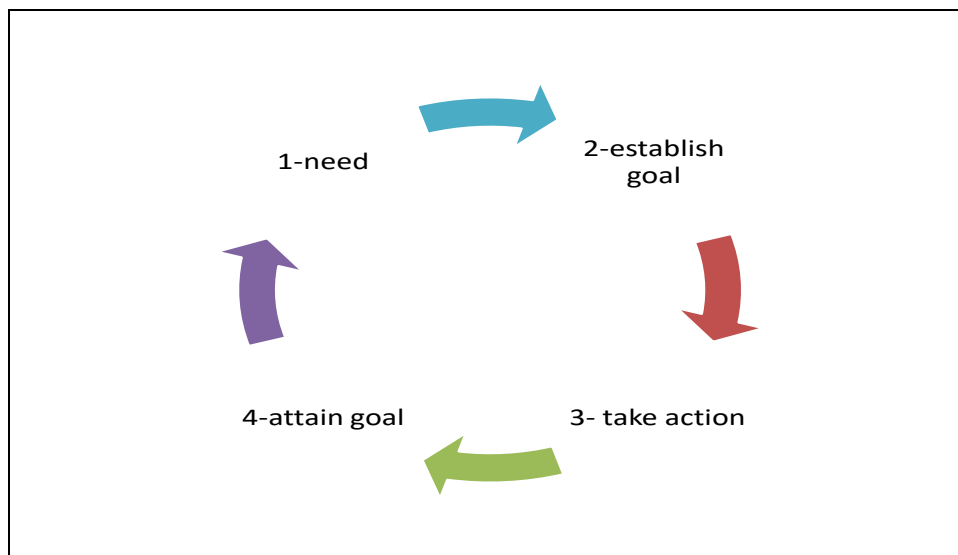 1-need
2-establish
goal
3- take action
4-attain goal